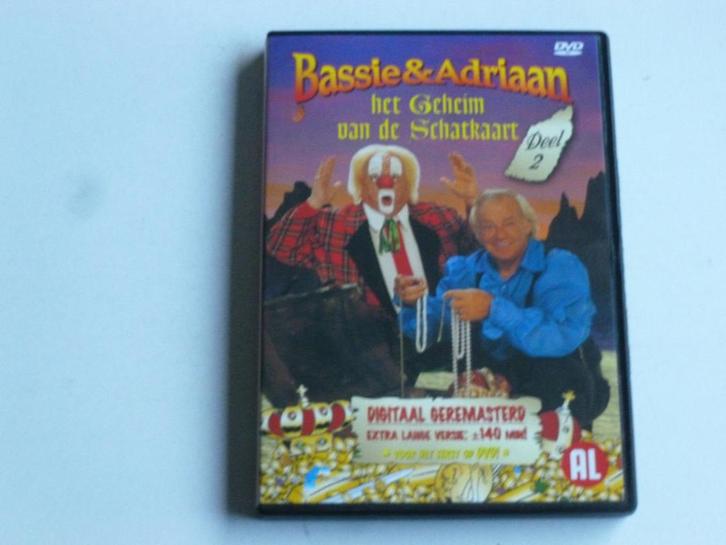 DVD
Bassie & Adriaan
het Geheim
van de Schatkaart
Deel
2
DIGITAAL GEREMASTERD
EXTRA LANGE VERSIE: ±140 MIN!
VOOR HET EERST OP DVD!
AL